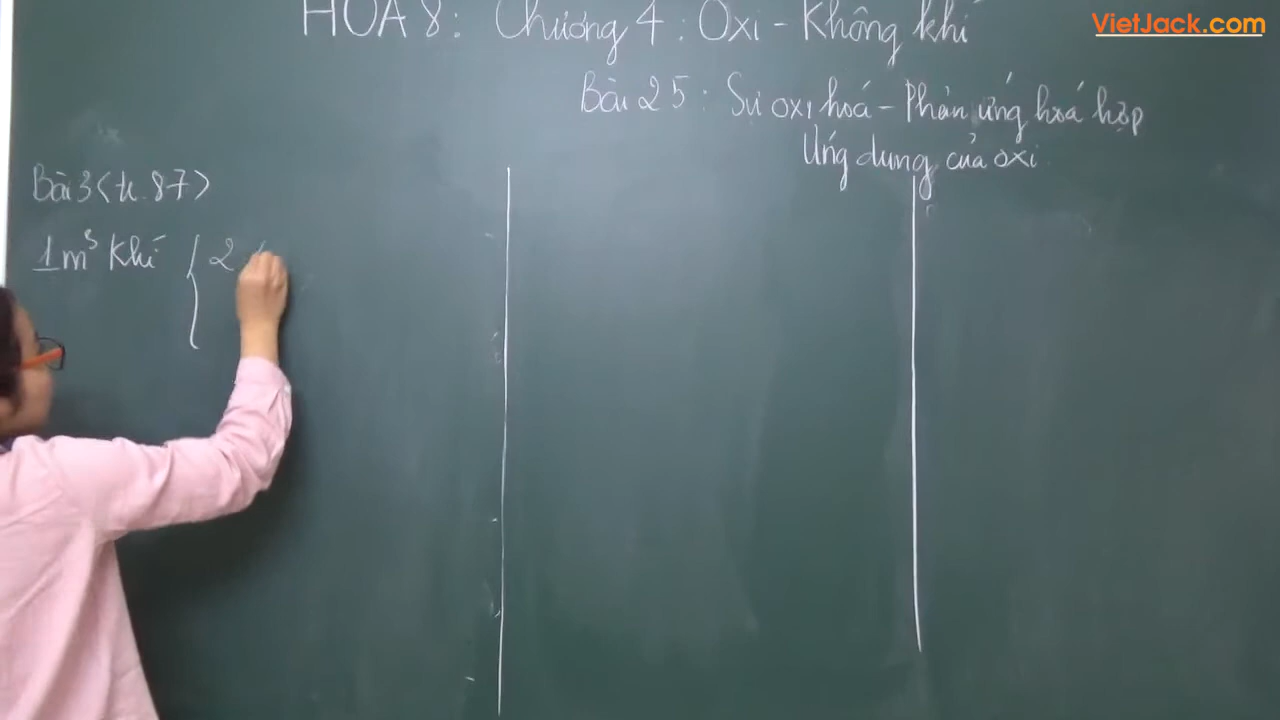 HOÁ 8: Chương 4: Oxi - Không khí
VietJack.com
Bài 25: Sự oxi hoá - Phản ứng hoá hợp
Ứng dụng của oxi
Bài 3 <tr. 87>
1m³ khí { 2